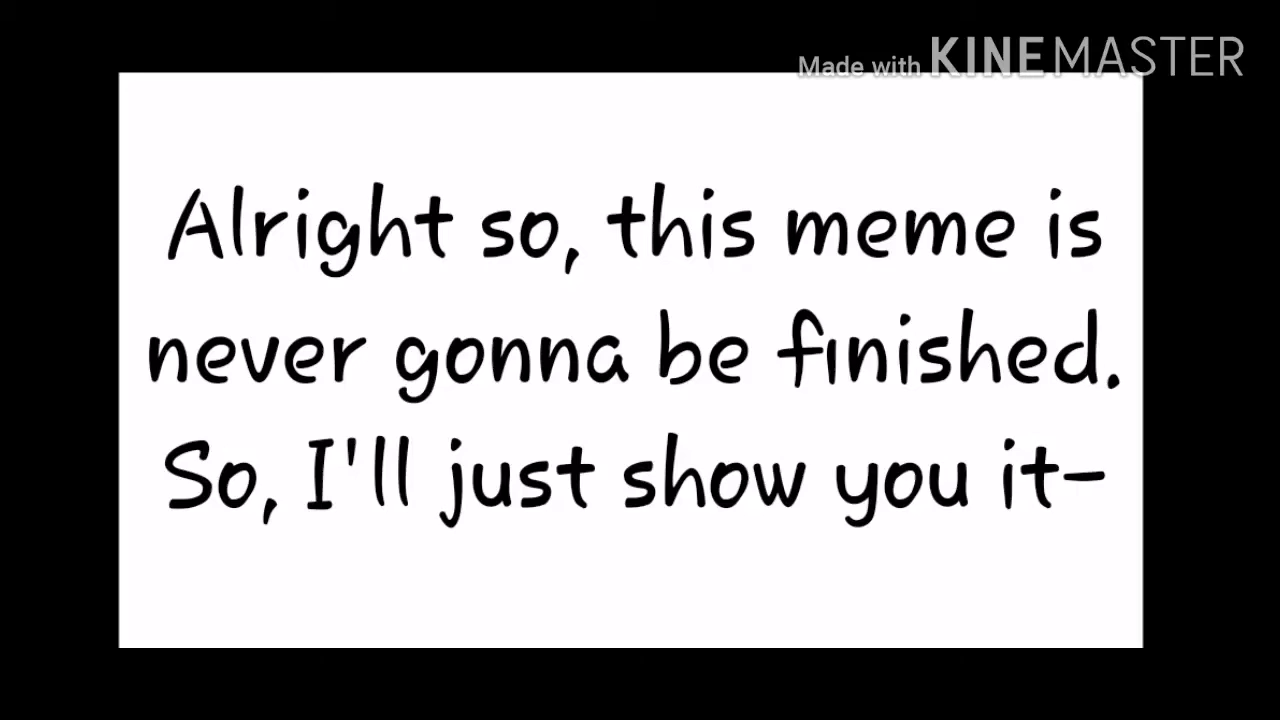 Made with KINEMASTER
Alright so, this meme is
never gonna be finished.
So, I'll just show you it-